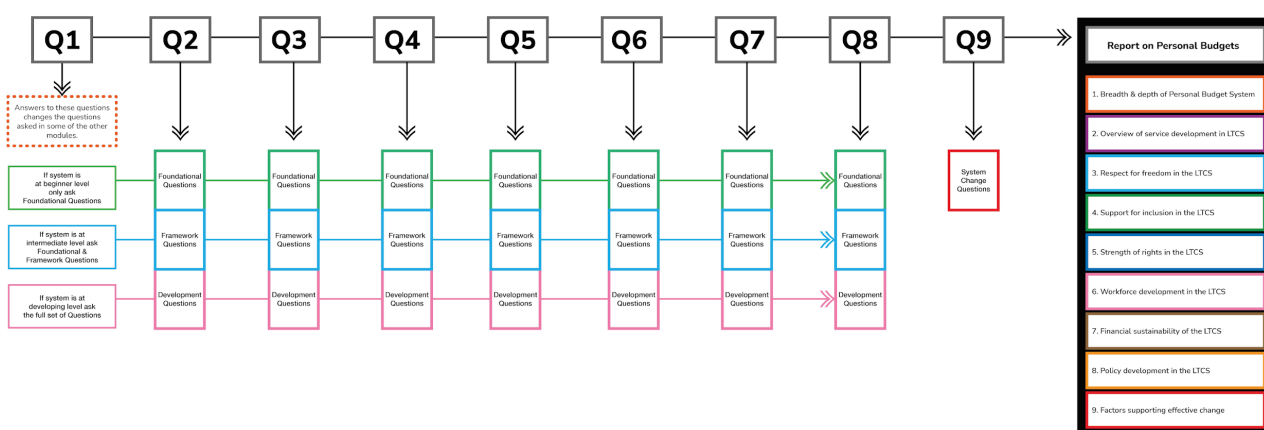 Q1
Q2
Q3
Q4
Q5
Q6
Q7
Q8
Q9
Report on Personal Budgets
Answers to these questions
changes the questions
asked in some of the other
modules.
If system is
at beginner level
only ask
Foundational Questions
Foundational
Questions
Foundational
Questions
Foundational
Questions
Foundational
Questions
Foundational
Questions
Foundational
Questions
Foundational
Questions
System
Change
Questions
If system is at
intermediate level ask
Foundational &
Framework Questions
Framework
Questions
Framework
Questions
Framework
Questions
Framework
Questions
Framework
Questions
Framework
Questions
Framework
Questions
If system is at
developing level ask
the full set of Questions
Development
Questions
Development
Questions
Development
Questions
Development
Questions
Development
Questions
Development
Questions
Development
Questions
1. Breadth & depth of Personal Budget System
2. Overview of service development in LTCS
3. Respect for freedom in the LTCS
4. Support for inclusion in the LTCS
5. Strength of rights in the LTCS
6. Workforce development in the LTCS
7. Financial sustainability of the LTCS
8. Policy development in the LTCS
9. Factors supporting effective change